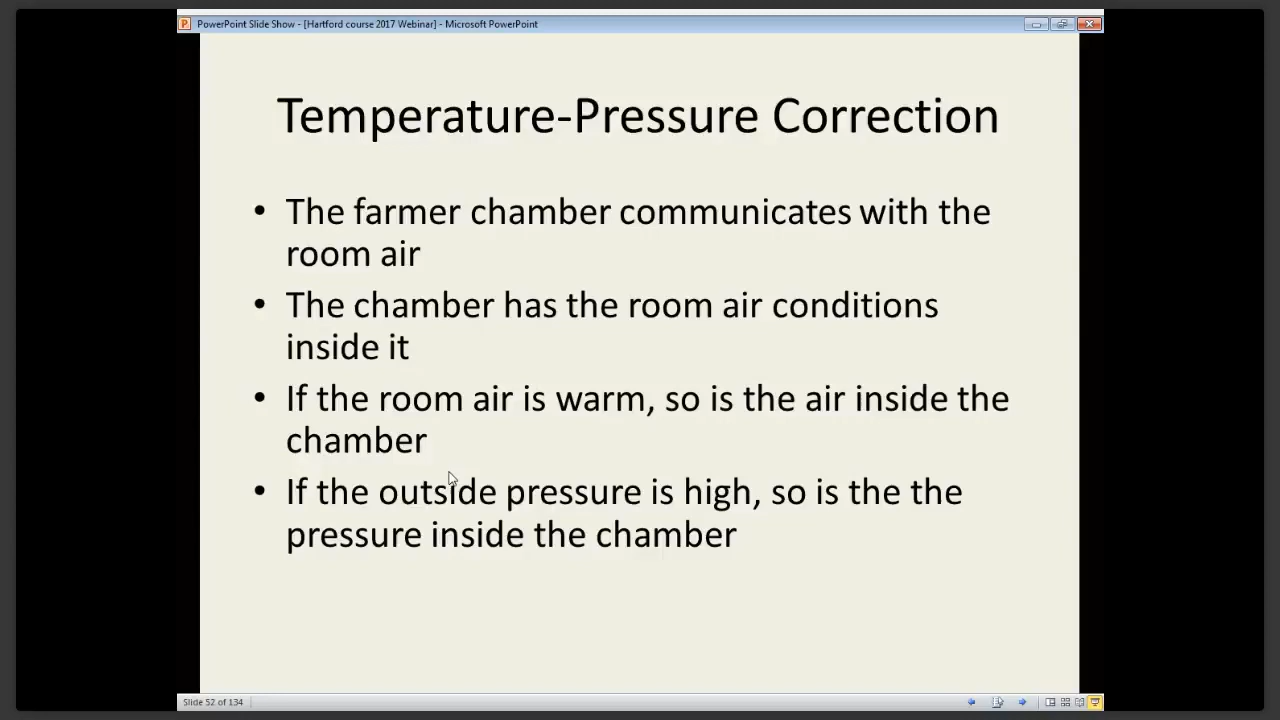 PowerPoint Slide Show - [Hartford course 2017 Webinar] - Microsoft PowerPoint
Temperature-Pressure Correction
• The farmer chamber communicates with the
room air
• The chamber has the room air conditions
inside it
• If the room air is warm, so is the air inside the
chamber
• If the outside pressure is high, so is the the
pressure inside the chamber
Slide 52 of 134